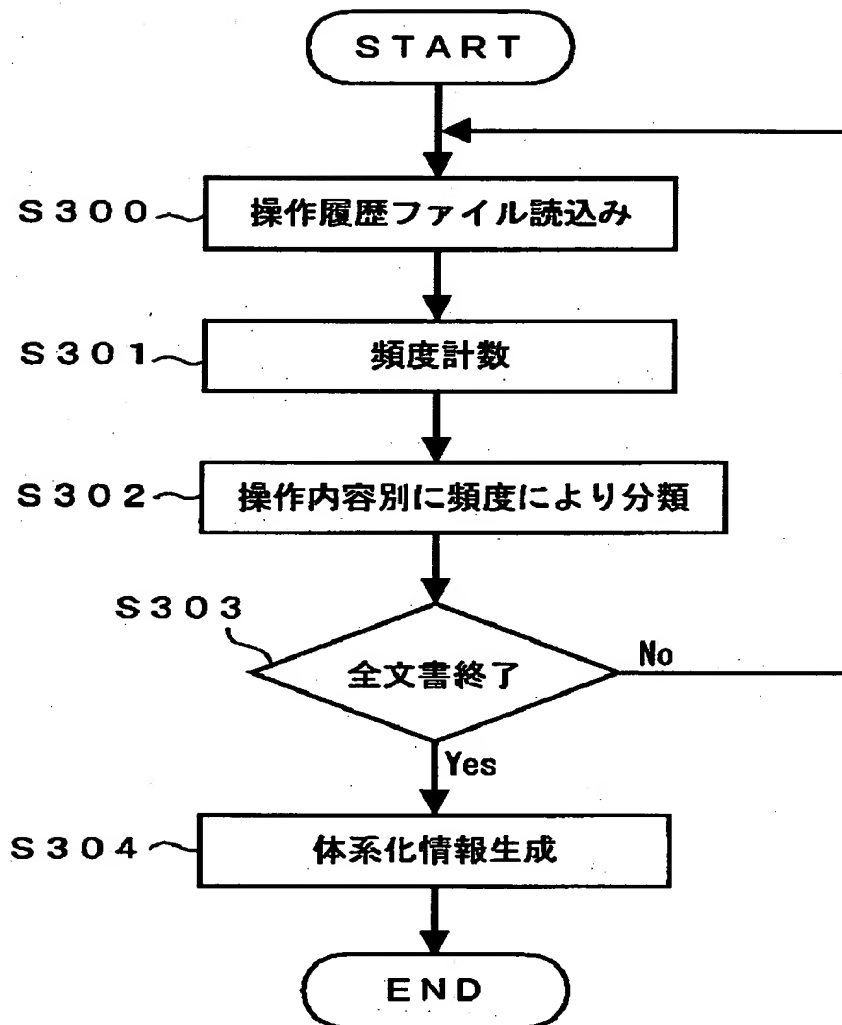 START
S300
操作履歴ファイル読込み
S301
頻度計数
S302
操作内容別に頻度により分類
S303
全文書終了
No
Yes
S304
体系化情報生成
END